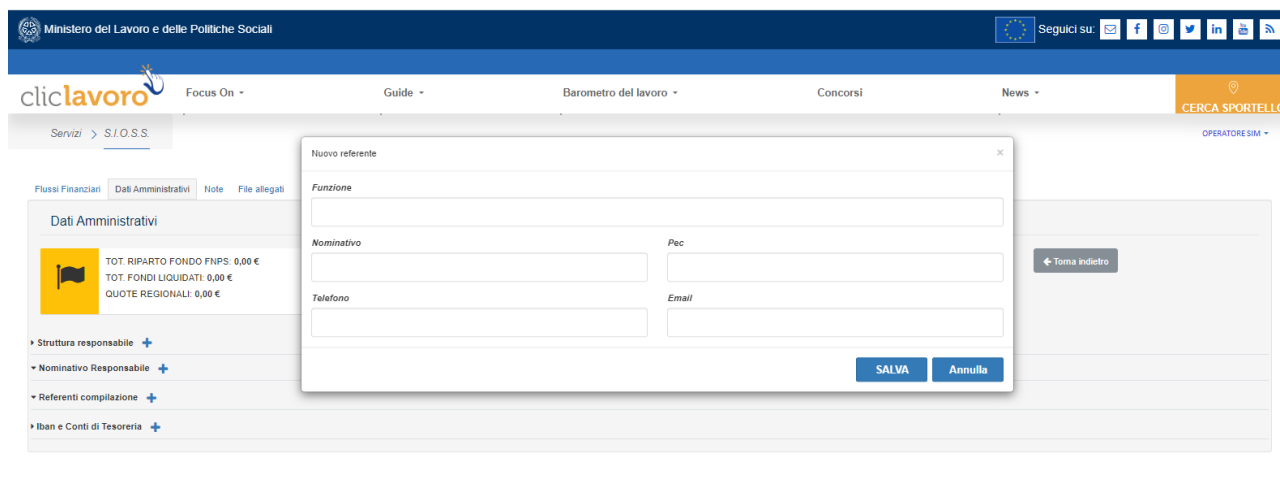 Ministero del Lavoro e delle Politiche Sociali
Seguici su:
cliclavoro
Focus On
Guide
Barometro del lavoro
Concorsi
News
CERCA SPORTELLO
Servizi > S.I.O.S.S.
OPERATORE SIM
Nuovo referente ×
Flussi Finanziari Dati Amministrativi Note File allegati
Funzione
Dati Amministrativi
Nominativo Pec
TOT. RIPARTO FONDO FNPS: 0,00 €
TOT. FONDI LIQUIDATI: 0,00 €
QUOTE REGIONALI: 0,00 €
Torna indietro
Telefono Email
Struttura responsabile
Nominativo Responsabile
SALVA Annulla
Referenti compilazione
Iban e Conti di Tesoreria